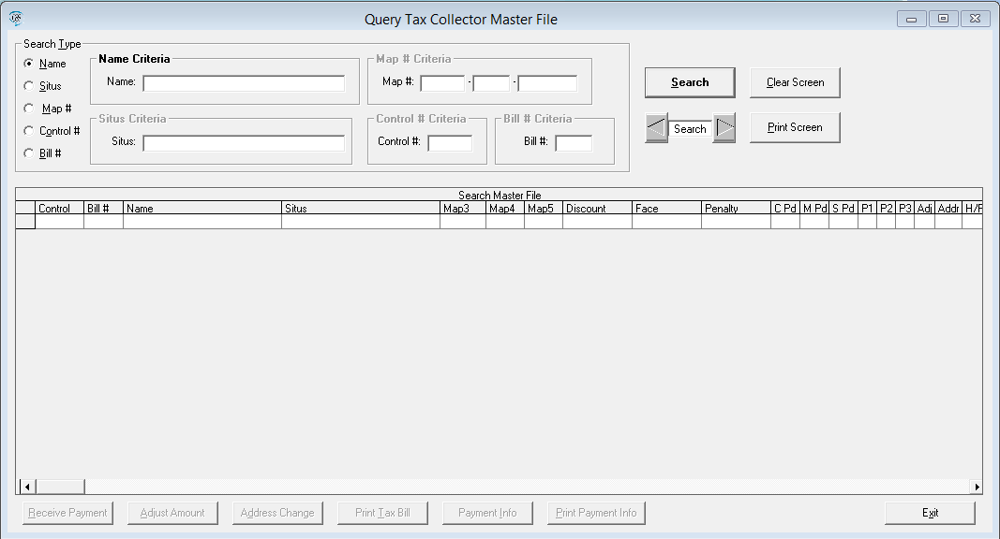 Query Tax Collector Master File
Search Type
Name
Situs
Map #
Control #
Bill #
Name Criteria
Name:
Map # Criteria
Map #: - -
Situs Criteria
Situs:
Control # Criteria
Control #:
Bill # Criteria
Bill #:
Search
Clear Screen
Search
Print Screen
Search Master File
Control Bill # Name Situs Map3 Map4 Map5 Discount Face Penalty C Pd M Pd S Pd P1 P2 P3 Adj Addr
Receive Payment Adjust Amount Address Change Print Tax Bill Payment Info Print Payment Info Exit